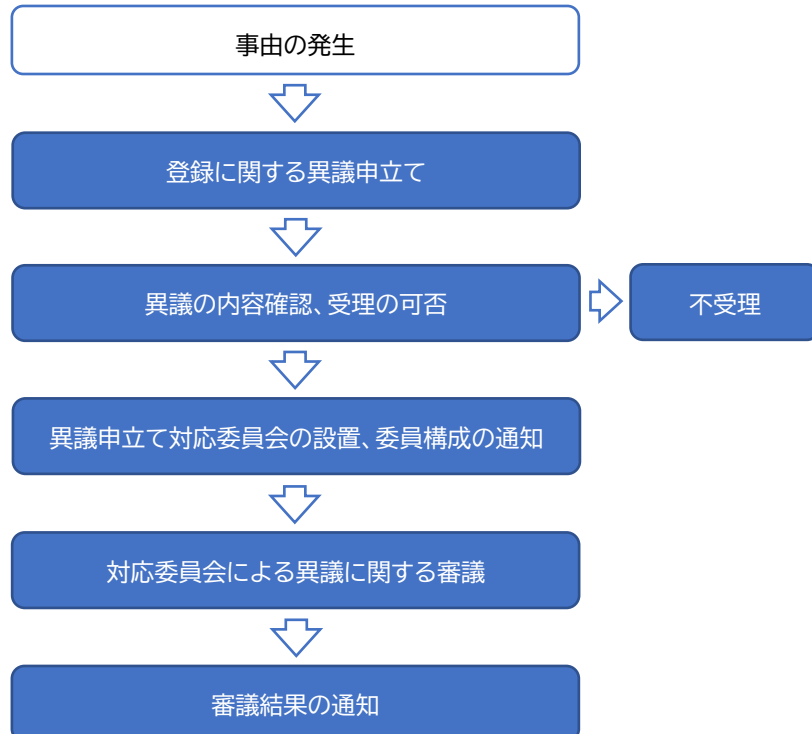 事由の発生
登録に関する異議申立て
異議の内容確認、受理の可否
不受理
異議申立て対応委員会の設置、委員構成の通知
対応委員会による異議に関する審議
審議結果の通知